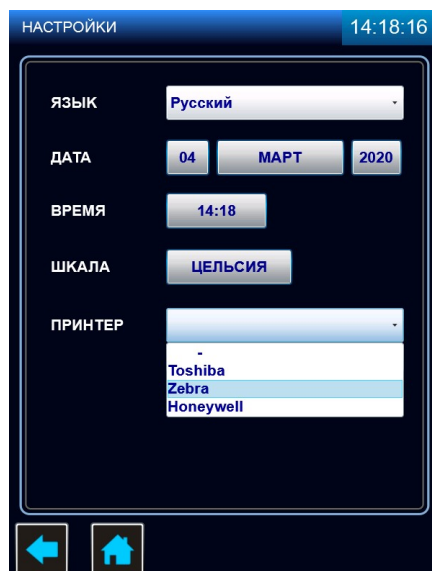 НАСТРОЙКИ 14:18:16
ЯЗЫК Русский
ДАТА 04 МАРТ 2020
ВРЕМЯ 14:18
ШКАЛА ЦЕЛЬСИЯ
ПРИНТЕР
-
Toshiba
Zebra
Honeywell